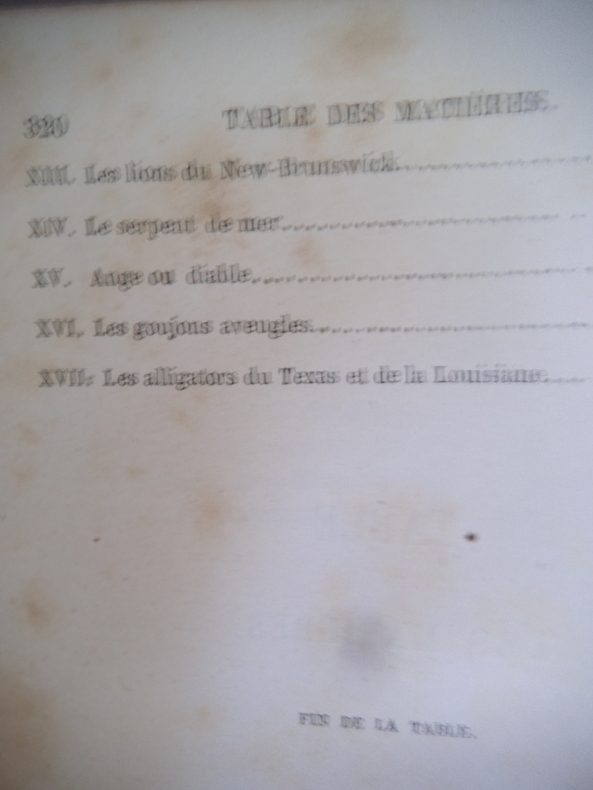 320 TABLE DES MATIÈRES.
XIII. Les lions du New-Brunswick.
XIV. Le serpent de mer.
XV. Ange ou diable.
XVI. Les goujons aveugles.
XVII. Les alligators du Texas et de la Louisiane.
FIN DE LA TABLE.